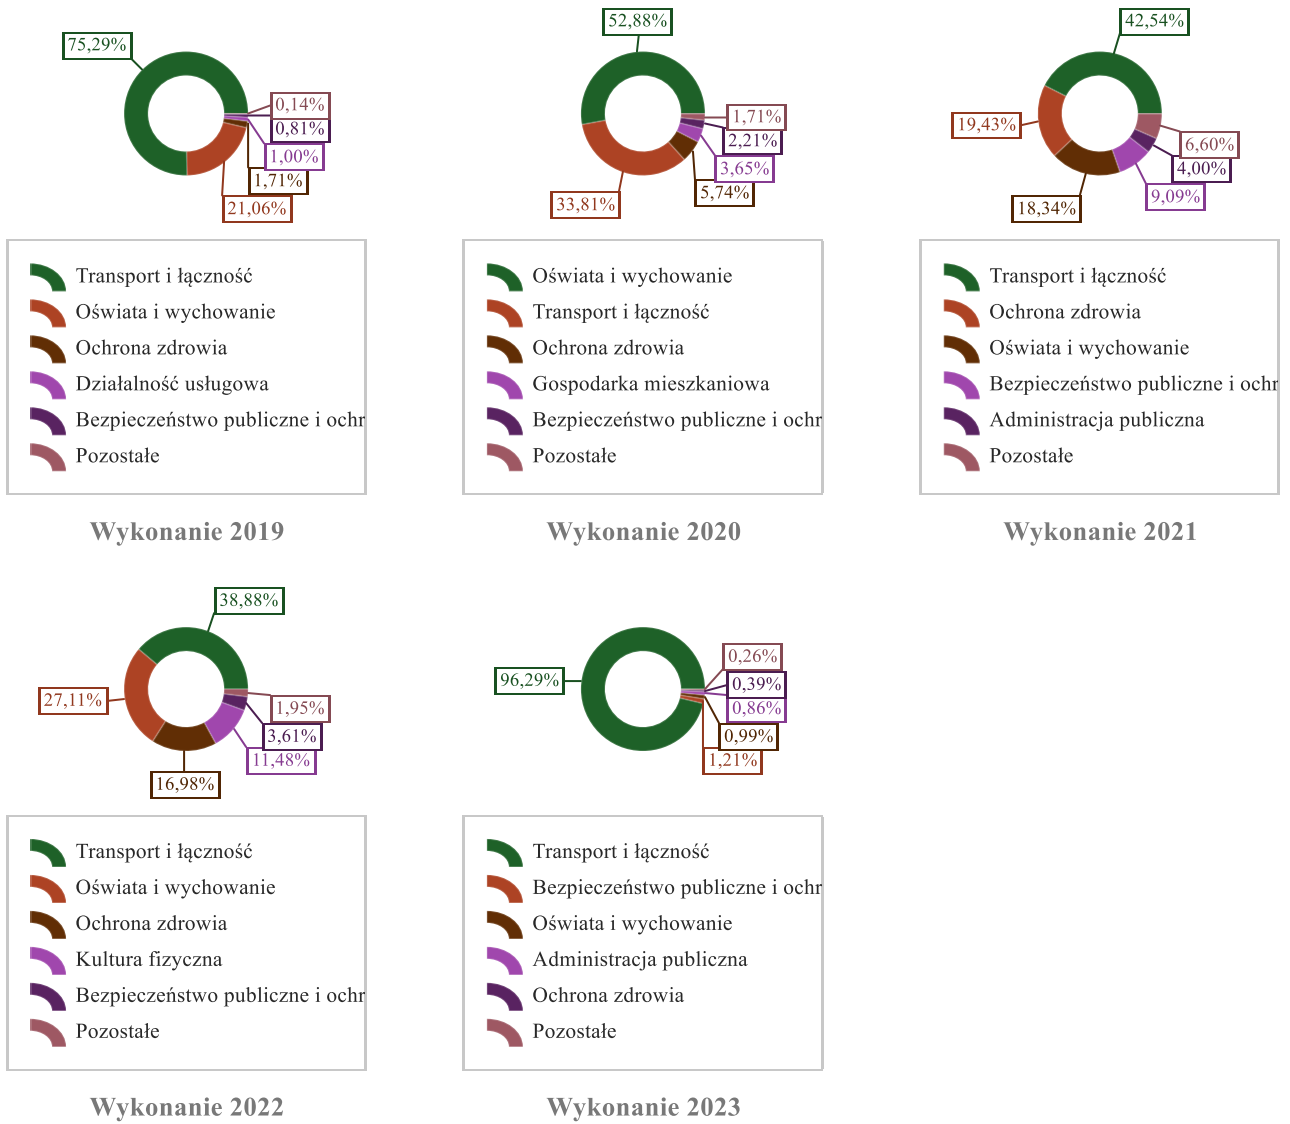 75,29%
0,14%
0,81%
1,00%
1,71%
21,06%
Transport i łączność
Oświata i wychowanie
Ochrona zdrowia
Działalność usługowa
Bezpieczeństwo publiczne i ochr
Pozostałe
Wykonanie 2019
52,88%
1,71%
2,21%
3,65%
5,74%
33,81%
Oświata i wychowanie
Transport i łączność
Ochrona zdrowia
Gospodarka mieszkaniowa
Bezpieczeństwo publiczne i ochr
Pozostałe
Wykonanie 2020
42,54%
19,43%
6,60%
4,00%
9,09%
18,34%
Transport i łączność
Ochrona zdrowia
Oświata i wychowanie
Bezpieczeństwo publiczne i ochr
Administracja publiczna
Pozostałe
Wykonanie 2021
38,88%
27,11%
1,95%
3,61%
11,48%
16,98%
Transport i łączność
Oświata i wychowanie
Ochrona zdrowia
Kultura fizyczna
Bezpieczeństwo publiczne i ochr
Pozostałe
Wykonanie 2022
96,29%
0,26%
0,39%
0,86%
0,99%
1,21%
Transport i łączność
Bezpieczeństwo publiczne i ochr
Oświata i wychowanie
Administracja publiczna
Ochrona zdrowia
Pozostałe
Wykonanie 2023